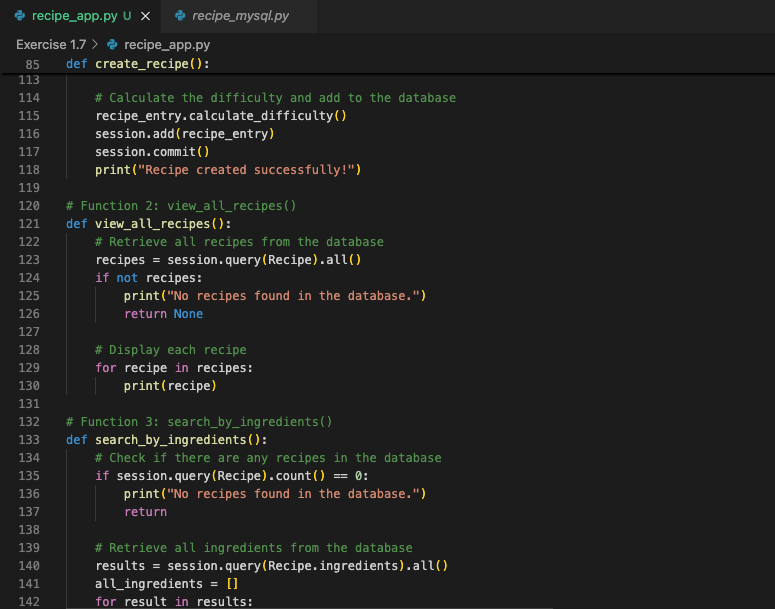 recipe_app.py U × recipe_mysql.py
Exercise 1.7 > recipe_app.py
85 def create_recipe():
113
114 # Calculate the difficulty and add to the database
115 recipe_entry.calculate_difficulty()
116 session.add(recipe_entry)
117 session.commit()
118 print("Recipe created successfully!")
119
120 # Function 2: view_all_recipes()
121 def view_all_recipes():
122 # Retrieve all recipes from the database
123 recipes = session.query(Recipe).all()
124 if not recipes:
125 print("No recipes found in the database.")
126 return None
127
128 # Display each recipe
129 for recipe in recipes:
130 print(recipe)
131
132 # Function 3: search_by_ingredients()
133 def search_by_ingredients():
134 # Check if there are any recipes in the database
135 if session.query(Recipe).count() == 0:
136 print("No recipes found in the database.")
137 return
138
139 # Retrieve all ingredients from the database
140 results = session.query(Recipe.ingredients).all()
141 all_ingredients = []
142 for result in results: